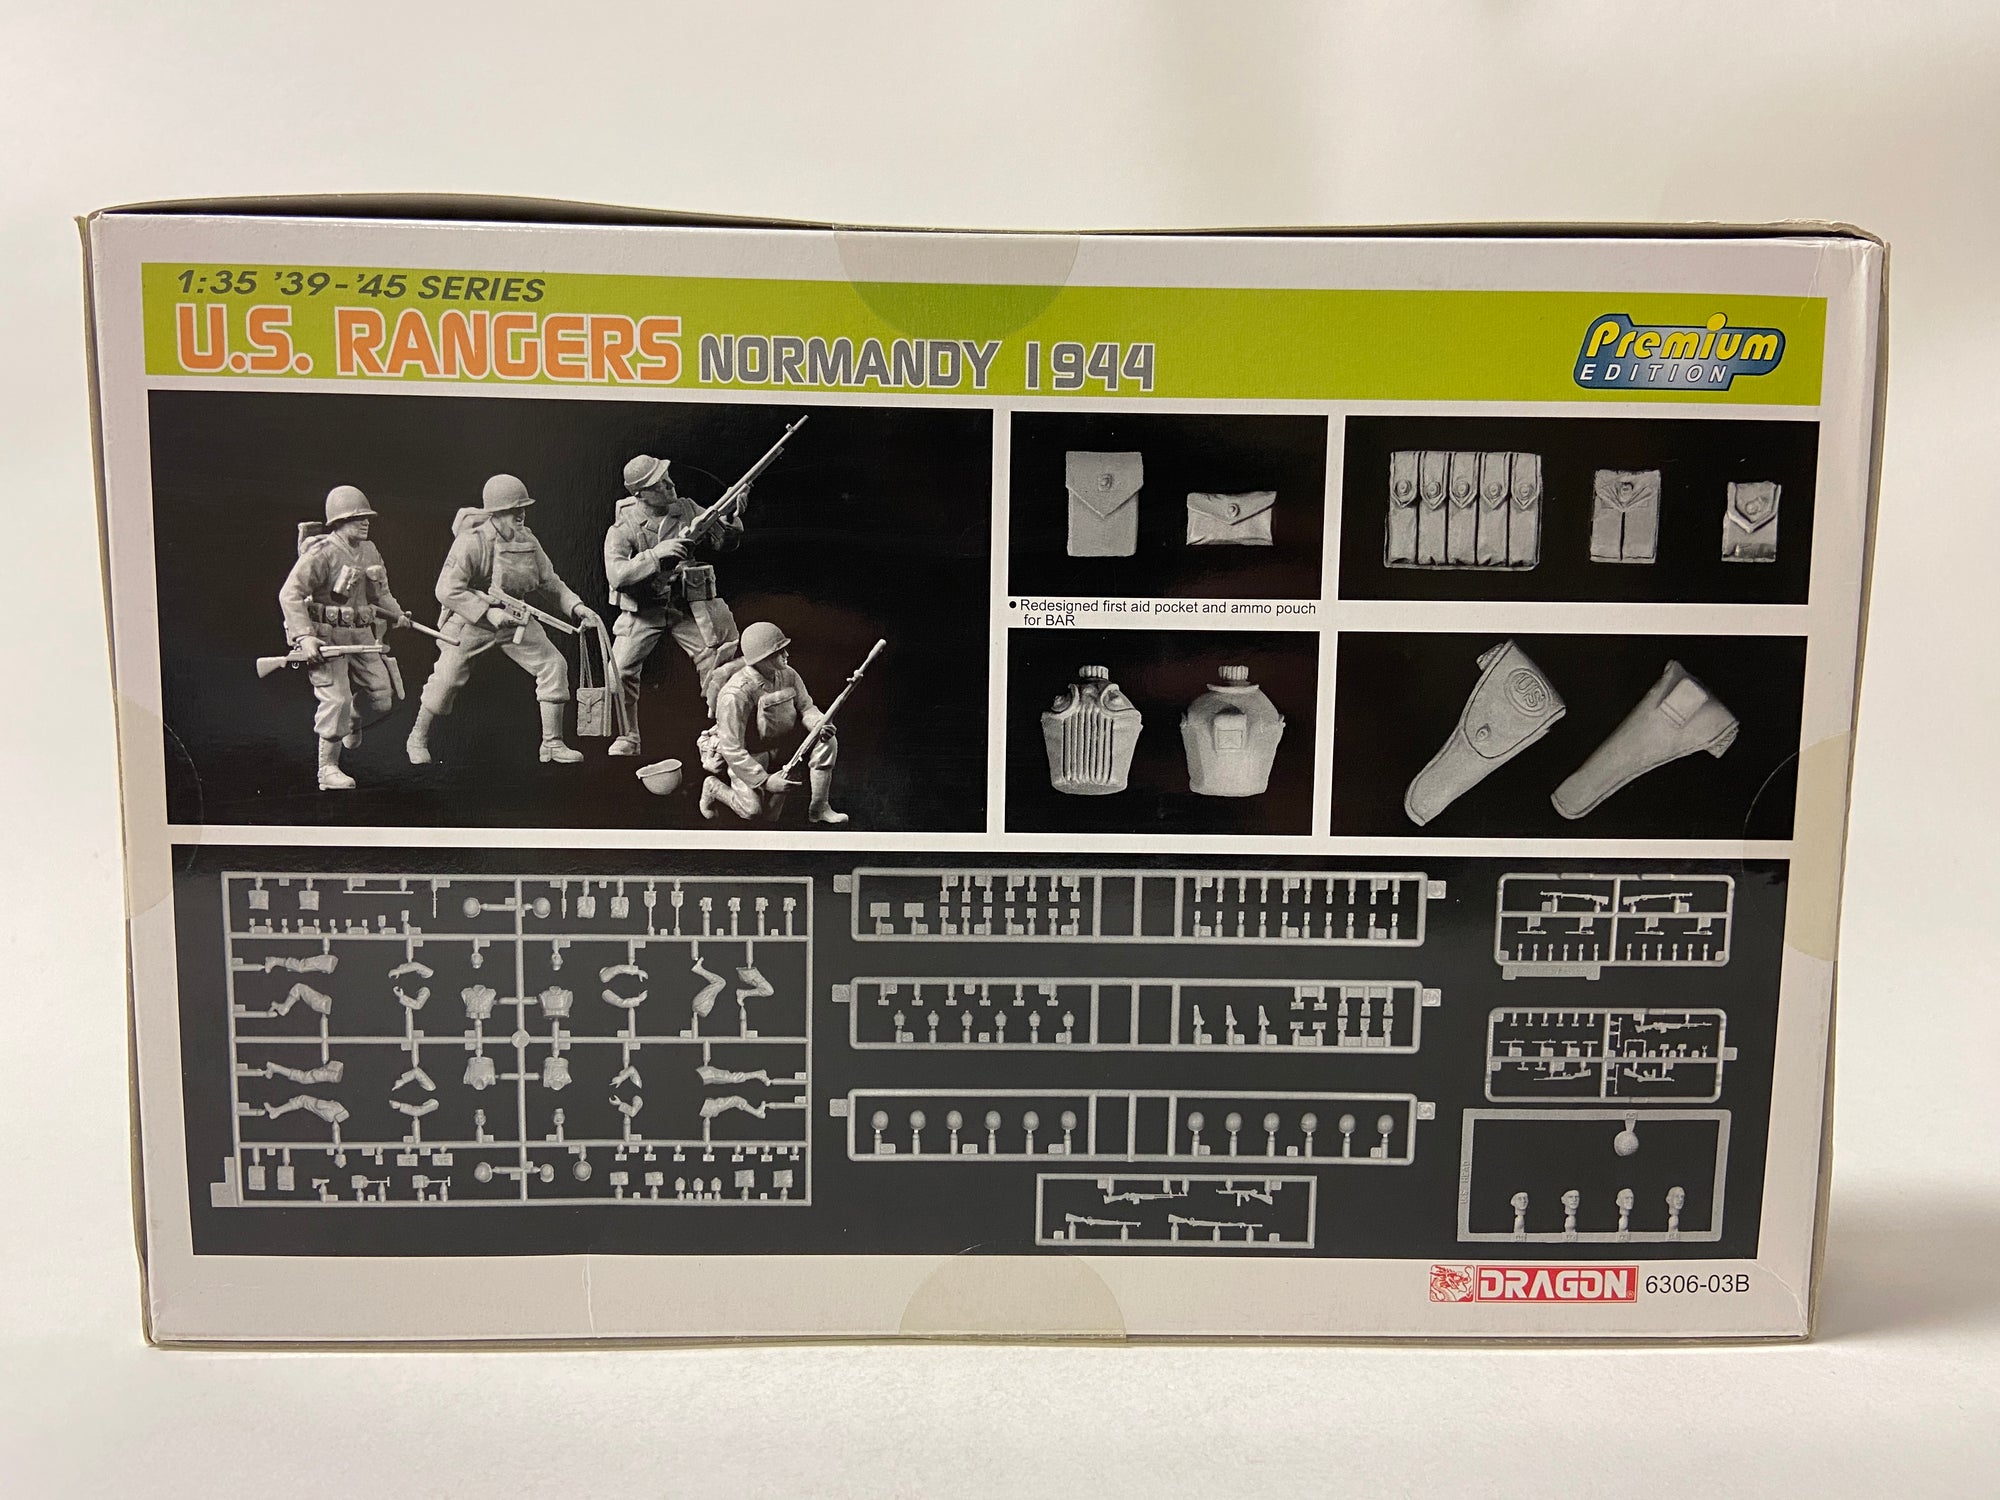 1:35 '39-'45 SERIES
U.S. RANGERS NORMANDY 1944
Premium
EDITION
• Redesigned first aid pocket and ammo pouch
for BAR
US
DRAGON 6306-03B